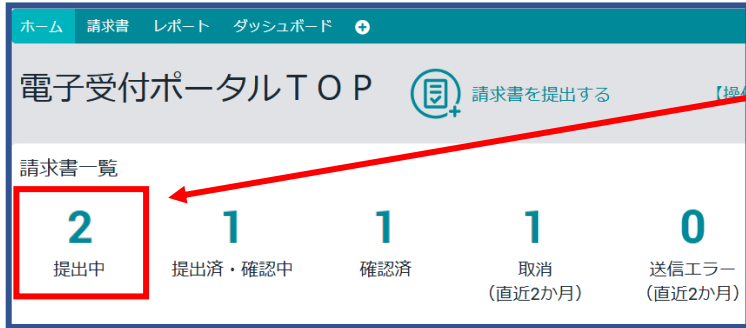 ホーム 請求書 レポート ダッシュボード
電子受付ポータルＴＯＰ 請求書を提出する 【操作
請求書一覧
2 1 1 1 0
提出中 提出済・確認中 確認済 取消 送信エラー
（直近2か月） （直近2か月）